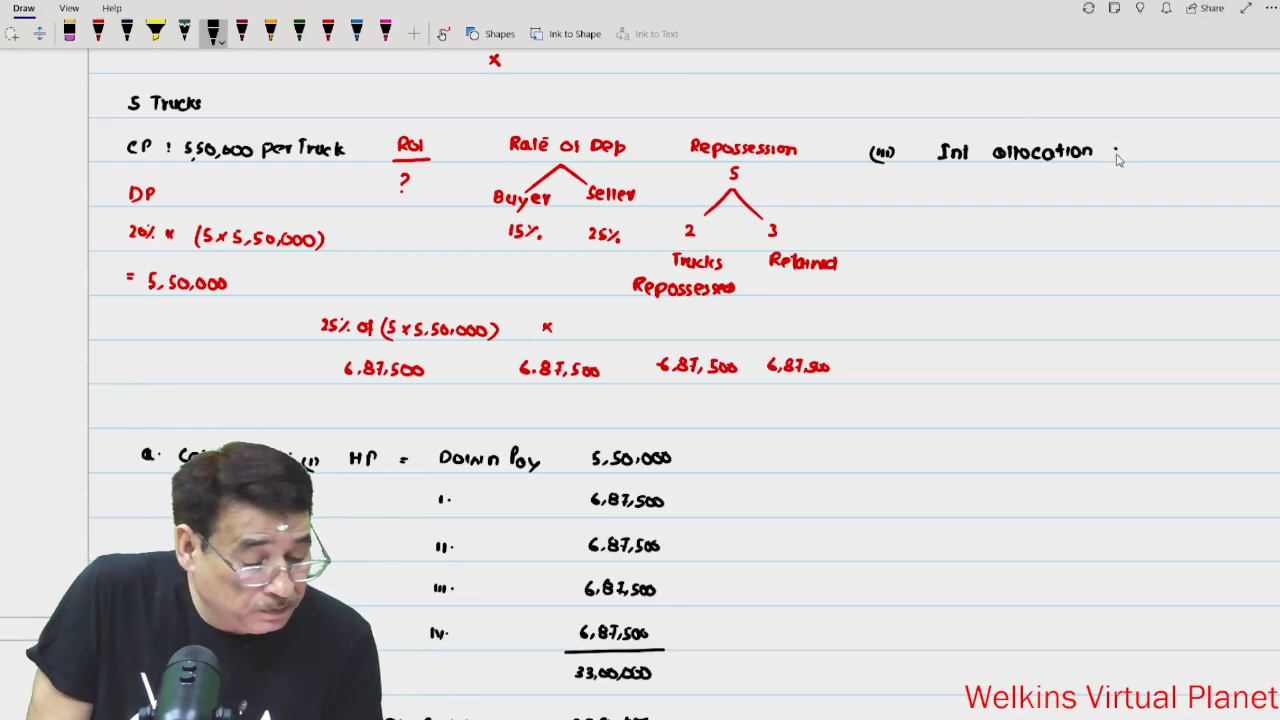 Draw View Help
Share
Shapes Ink to Shape Ink to Text
x
5 Trucks
CP : 5,50,000 per Truck
ROI
?
Rate of Dep
Buyer Seller
15% 25%
Repossession
5
2 3
Trucks Repossessed
Retained
(iii) Int allocation :
DP
20% x (5 x 5,50,000)
= 5,50,000
25% of (5 x 5,50,000) x
6,87,500 6,87,500 6,87,500 6,87,500
a.
(i) HP = Down Pay 5,50,000
i. 6,87,500
ii. 6,87,500
iii. 6,87,500
iv. 6,87,500
33,00,000
Welkins Virtual Planet